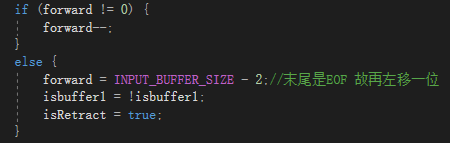 if (forward != 0) {
    forward--;
}
else {
    forward = INPUT_BUFFER_SIZE - 2;//末尾是EOF 故再左移一位
    isbuffer1 = !isbuffer1;
    isRetract = true;
}